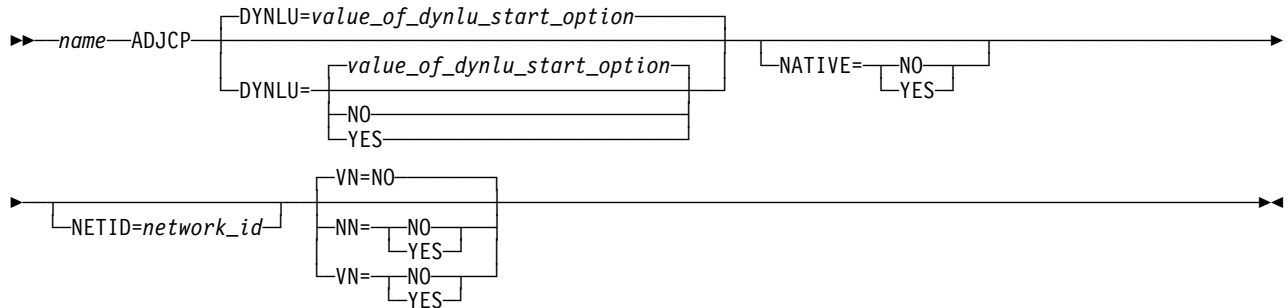 DYNLU=value_of_dynlu_start_option
name ADJCP
value_of_dynlu_start_option
NATIVE= NO
DYNLU=
YES
NO
YES
VN=NO
NETID=network_id
NN= NO
YES
VN= NO
YES